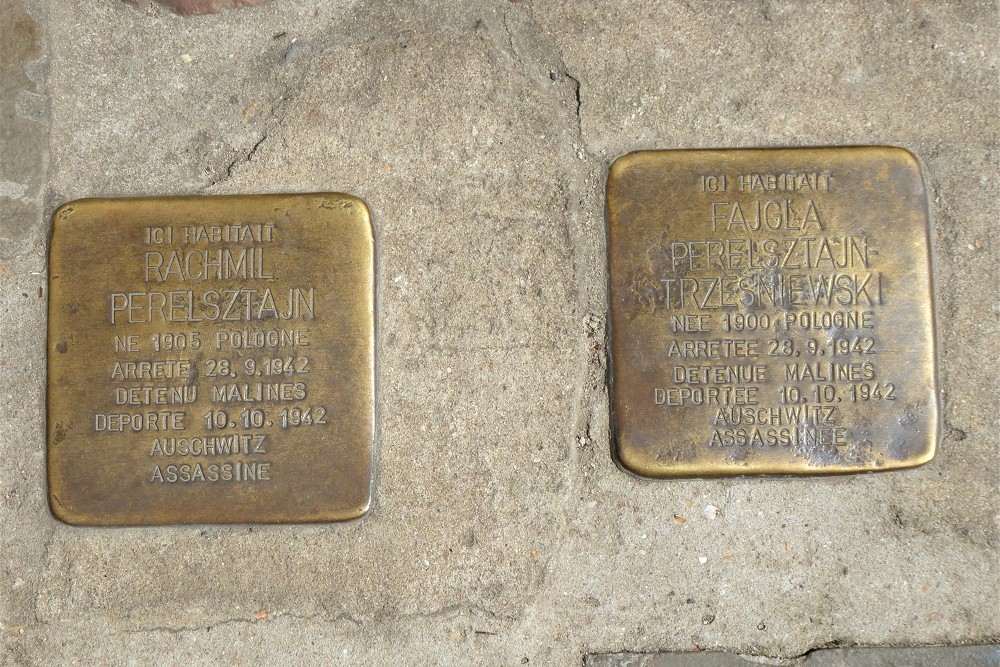 ICI HABITAIT
RACHMIL
PERELSZTAJN
NE 1905 POLOGNE
ARRETE 28.9.1942
DETENU MALINES
DEPORTE 10.10.1942
AUSCHWITZ
ASSASSINE
ICI HABITAIT
FAJGLA
PERELSZTAJN-
TRZEŚNIEWSKI
NEE 1900 POLOGNE
ARRETEE 28.9.1942
DETENUE MALINES
DEPORTEE 10.10.1942
AUSCHWITZ
ASSASSINEE